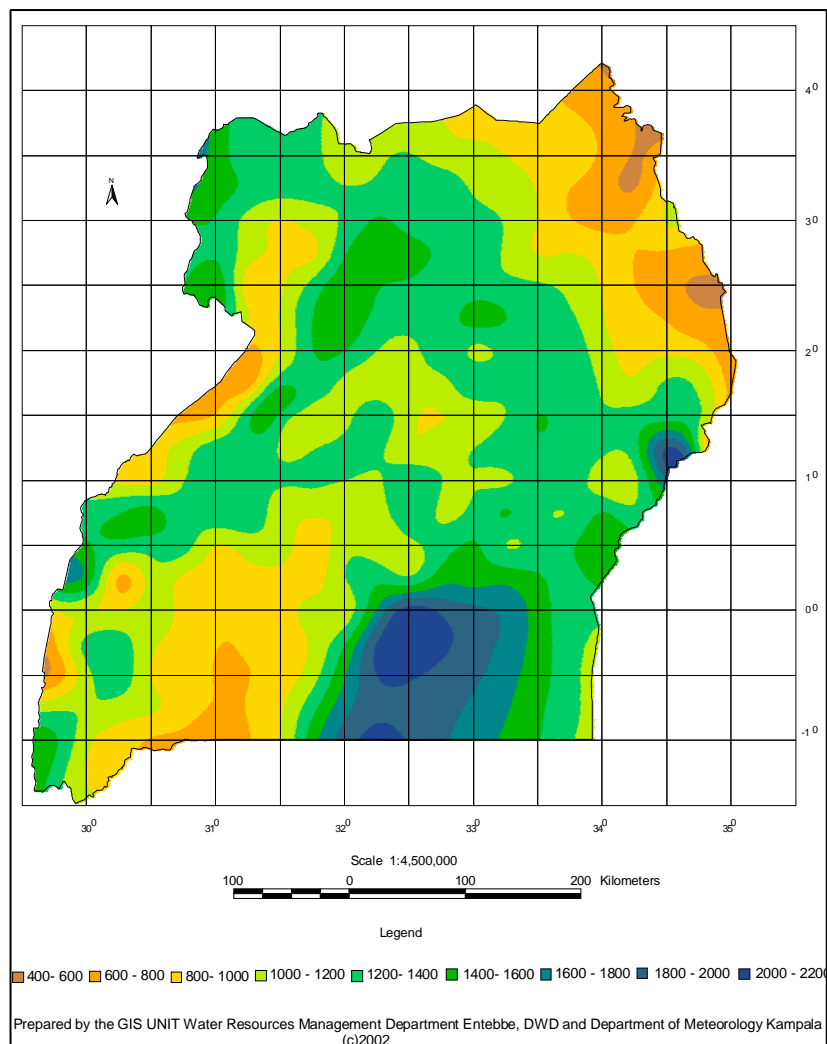 N
4⁰
3⁰
2⁰
1⁰
0⁰
-1⁰
30⁰ 31⁰ 32⁰ 33⁰ 34⁰ 35⁰
Scale 1:4,500,000
100 0 100 200 Kilometers
Legend
400- 600 600 - 800 800- 1000 1000 - 1200 1200- 1400 1400- 1600 1600 - 1800 1800 - 2000 2000 - 2200
Prepared by the GIS UNIT Water Resources Management Department Entebbe, DWD and Department of Meteorology Kampala
(c)2002